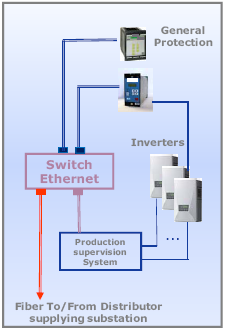 General
Protection
Inverters
Switch
Ethernet
Production
supervision
System
...
Fiber To/From Distributor
supplying substation